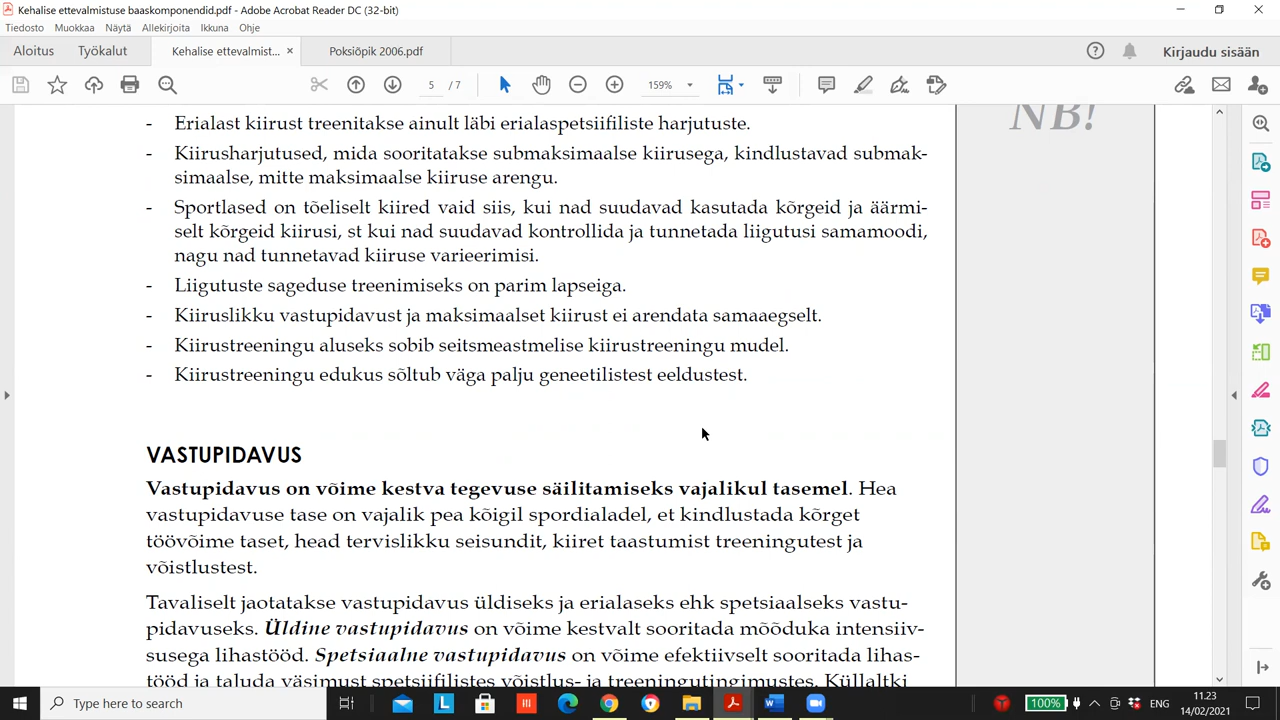 Kehalise ettevalmistuse baaskomponendid.pdf - Adobe Acrobat Reader DC (32-bit)
Tiedosto Muokkaa Näytä Allekirjoita Ikkuna Ohje
Aloitus Työkalut Kehalise ettevalmist... × Poksiõpik 2006.pdf Kirjaudu sisään
5 / 7 159%
NB!
- Erialast kiirust treenitakse ainult läbi erialaspetsiifiliste harjutuste.
- Kiirusharjutused, mida sooritatakse submaksimaalse kiirusega, kindlustavad submak-
simaalse, mitte maksimaalse kiiruse arengu.
- Sportlased on tõeliselt kiired vaid siis, kui nad suudavad kasutada kõrgeid ja äärmi-
selt kõrgeid kiirusi, st kui nad suudavad kontrollida ja tunnetada liigutusi samamoodi,
nagu nad tunnetavad kiiruse varieerimisi.
- Liigutuste sageduse treenimiseks on parim lapseiga.
- Kiiruslikku vastupidavust ja maksimaalset kiirust ei arendata samaaegselt.
- Kiirustreeningu aluseks sobib seitsmeastmelise kiirustreeningu mudel.
- Kiirustreeningu edukus sõltub väga palju geneetilistest eeldustest.
VASTUPIDAVUS
Vastupidavus on võime kestva tegevuse säilitamiseks vajalikul tasemel. Hea
vastupidavuse tase on vajalik pea kõigil spordialadel, et kindlustada kõrget
töövõime taset, head tervislikku seisundit, kiiret taastumist treeningutest ja
võistlustest.
Tavaliselt jaotatakse vastupidavus üldiseks ja erialaseks ehk spetsiaalseks vastu-
pidavuseks. Üldine vastupidavus on võime kestvalt sooritada mõõduka intensiiv-
susega lihastööd. Spetsiaalne vastupidavus on võime efektiivselt sooritada lihas-
tööd ja taluda väsimust spetsiifilistes võistlus- ja treeningutingimustes. Küllaltki
Type here to search
100% ENG 11.23
14/02/2021